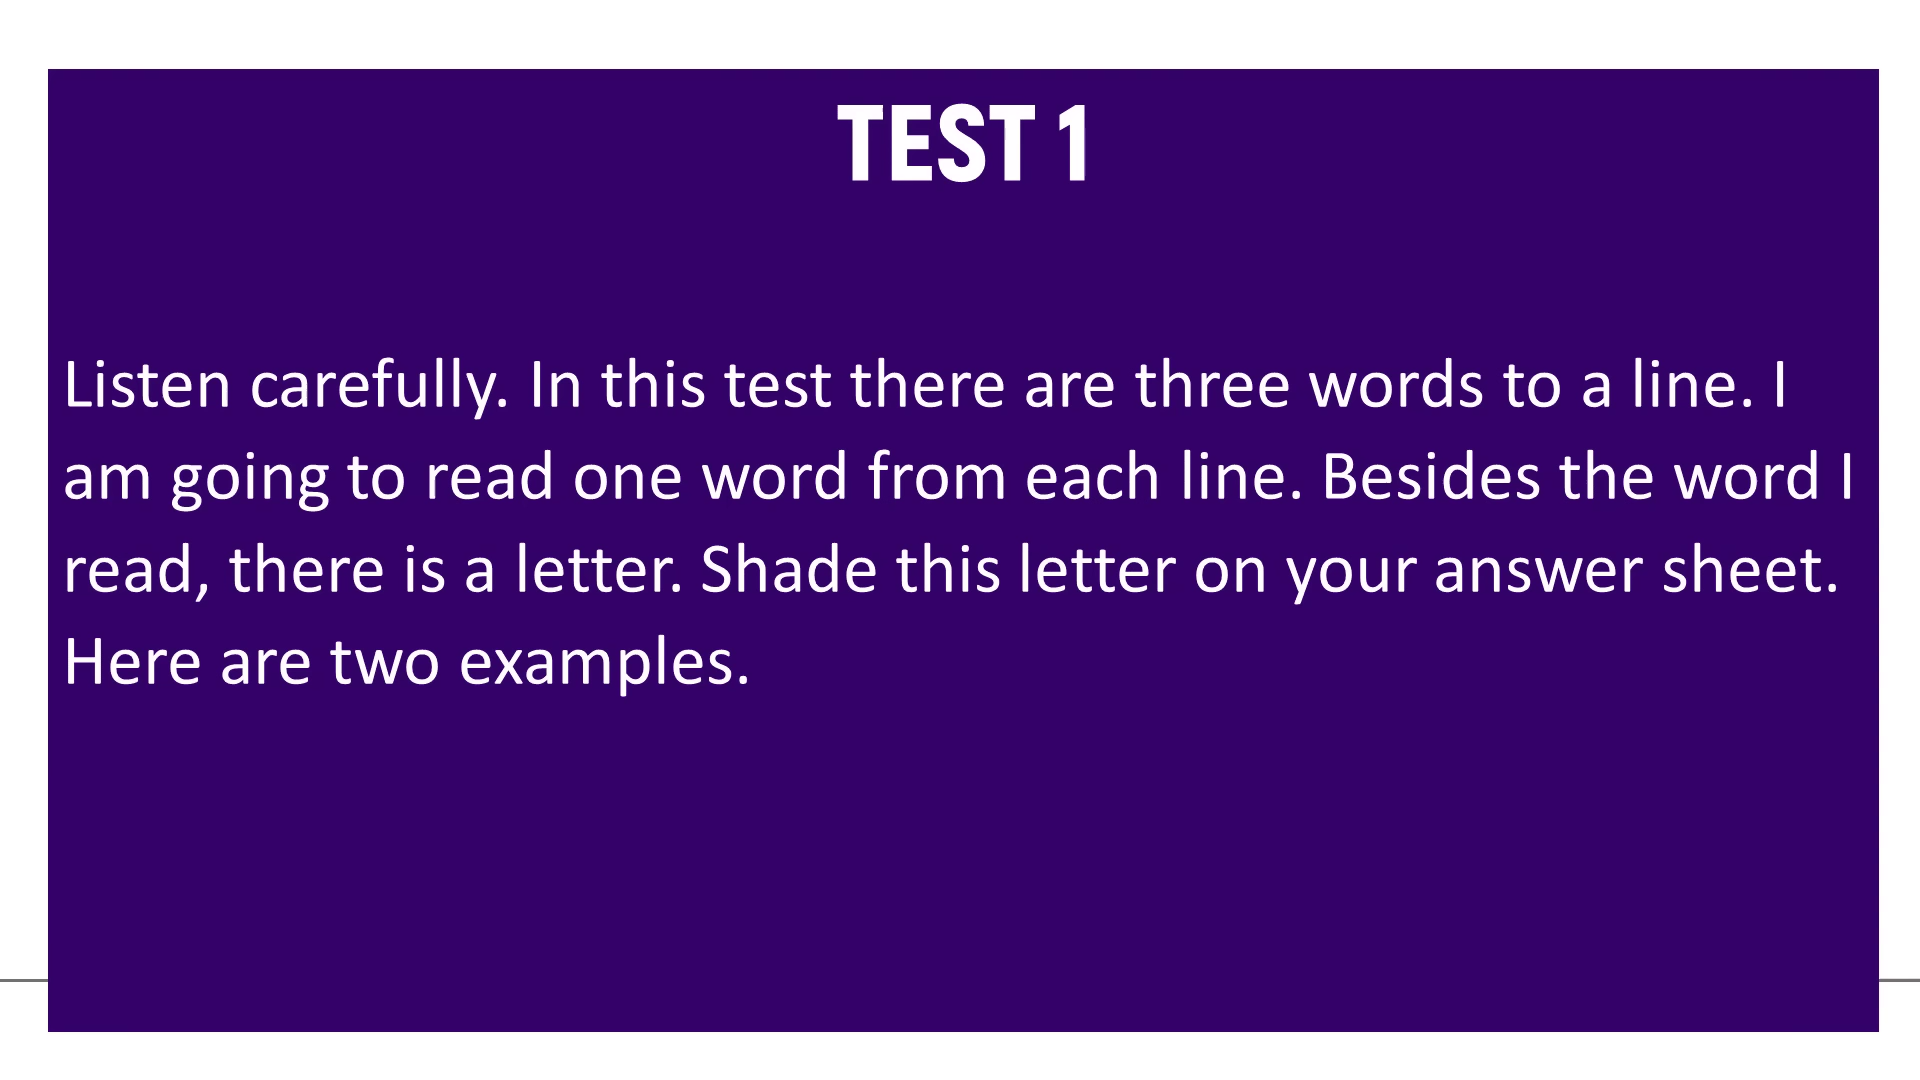 TEST 1
Listen carefully. In this test there are three words to a line. I
am going to read one word from each line. Besides the word I
read, there is a letter. Shade this letter on your answer sheet.
Here are two examples.